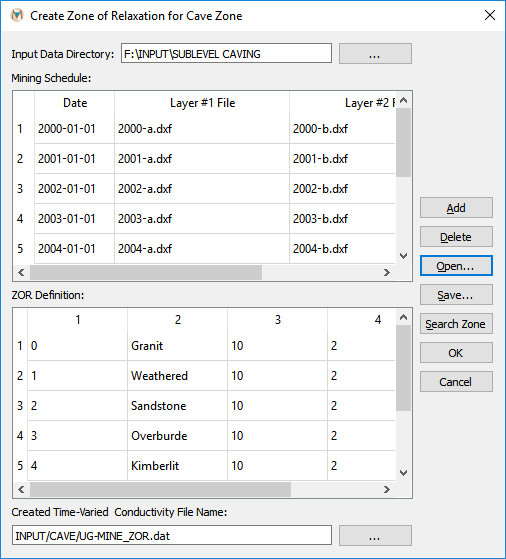 Create Zone of Relaxation for Cave Zone
Input Data Directory: F:\INPUT\SUBLEVEL CAVING ...
Mining Schedule:
Date Layer #1 File Layer #2 F
1 2000-01-01 2000-a.dxf 2000-b.dxf
2 2001-01-01 2001-a.dxf 2001-b.dxf
3 2002-01-01 2002-a.dxf 2002-b.dxf
4 2003-01-01 2003-a.dxf 2003-b.dxf
5 2004-01-01 2004-a.dxf 2004-b.dxf
Add
Delete
Open...
Save...
Search Zone
OK
Cancel
ZOR Definition:
1 2 3 4
1 0 Granit 10 2
2 1 Weathered 10 2
3 2 Sandstone 10 2
4 3 Overburde 10 2
5 4 Kimberlit 10 2
Created Time-Varied Conductivity File Name:
INPUT/CAVE/UG-MINE_ZOR.dat ...